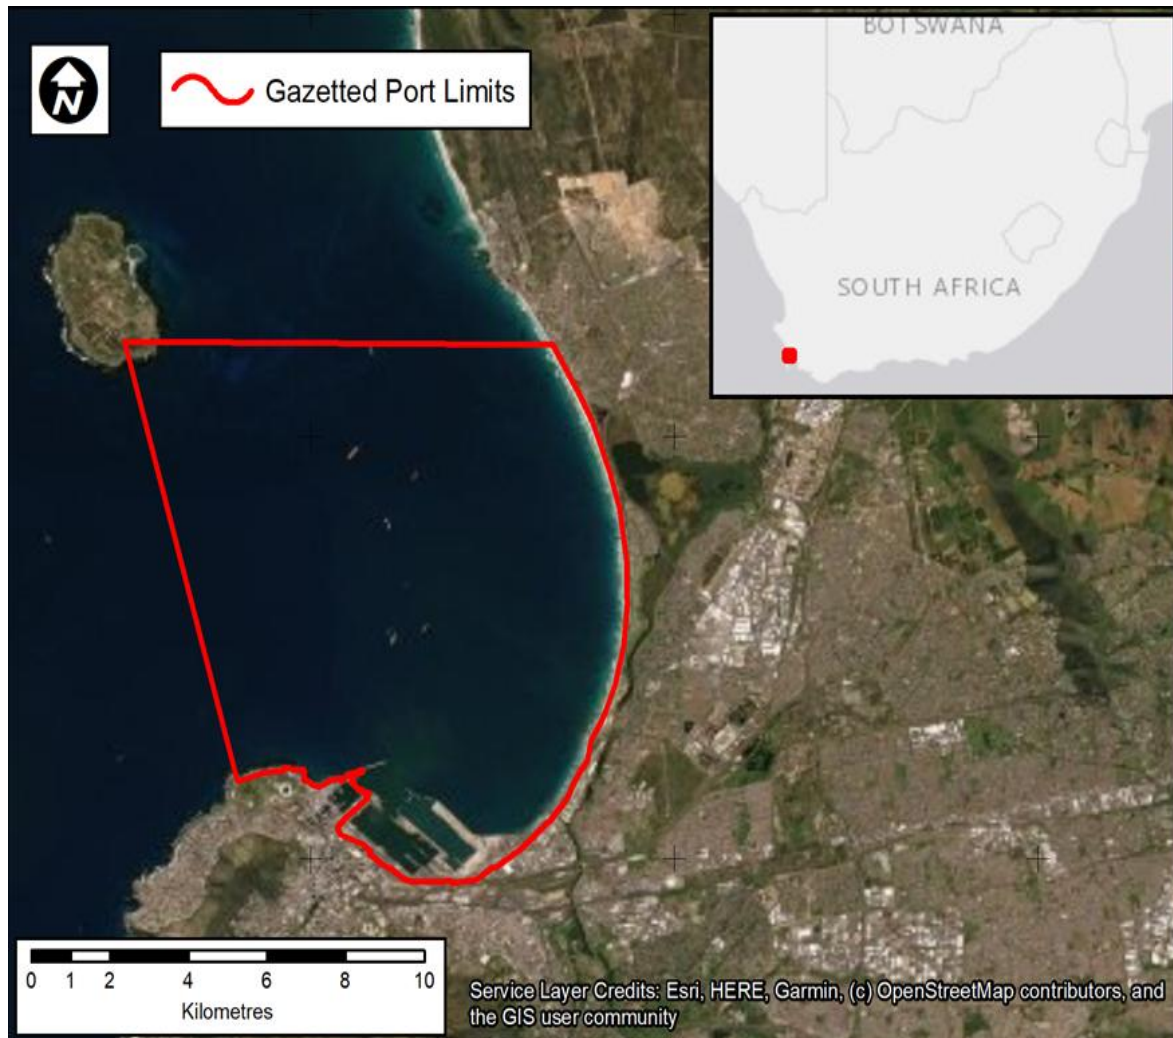 N
Gazetted Port Limits
BOTSWANA
SOUTH AFRICA
0 1 2 4 6 8 10
Kilometres
Service Layer Credits: Esri, HERE, Garmin, (c) OpenStreetMap contributors, and
the GIS user community